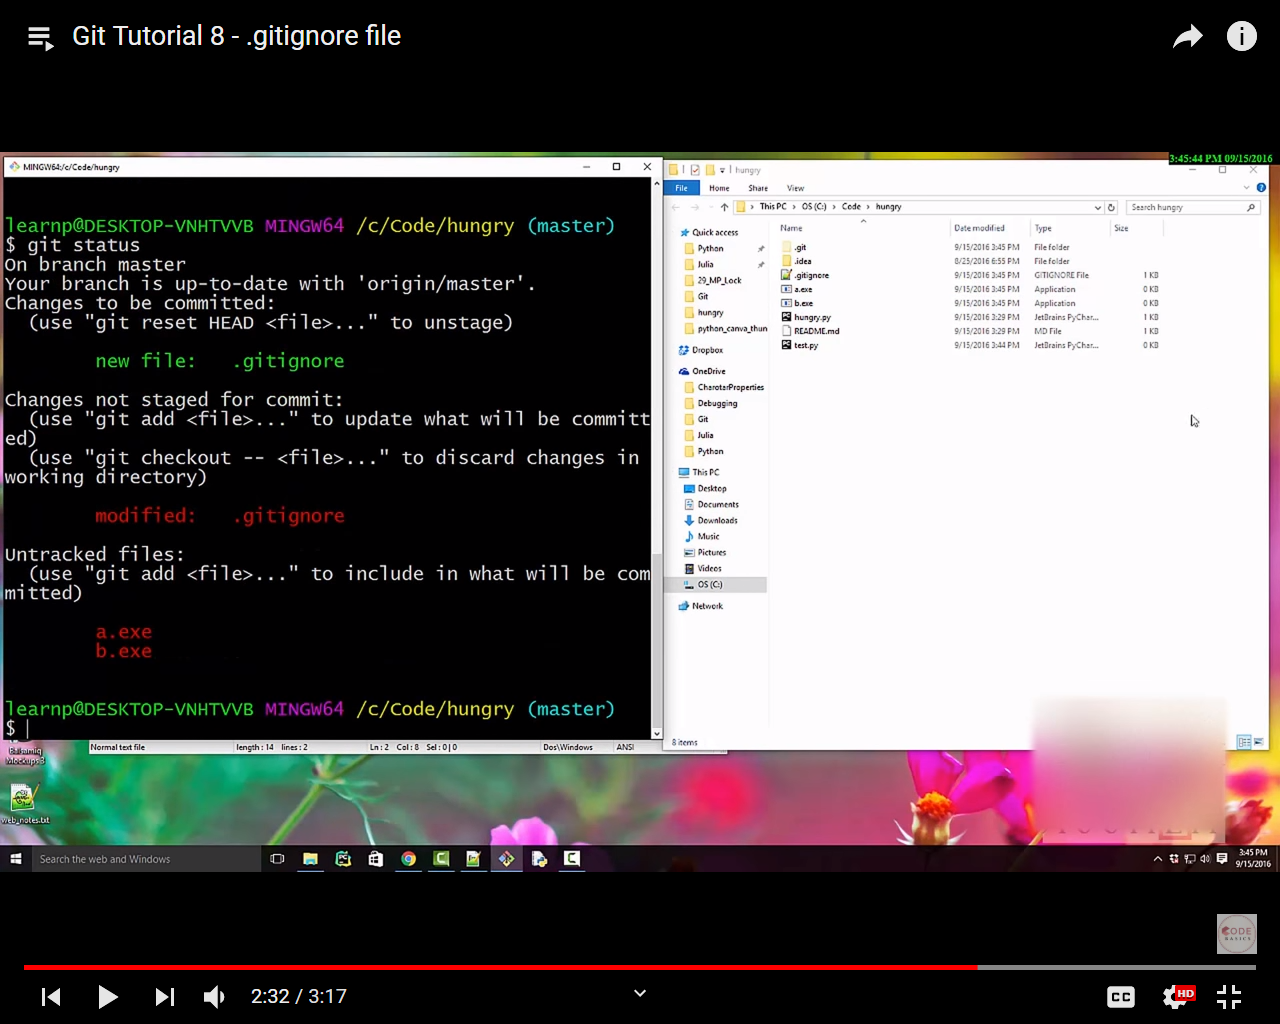 Git Tutorial 8 - .gitignore file
3:45:44 PM 09/15/2016
MINGW64:/c/Code/hungry
learnp@DESKTOP-VNHTVVB MINGW64 /c/Code/hungry (master)
$ git status
On branch master
Your branch is up-to-date with 'origin/master'.
Changes to be committed:
(use "git reset HEAD <file>..." to unstage)
new file: .gitignore
Changes not staged for commit:
(use "git add <file>..." to update what will be committ
ed)
(use "git checkout -- <file>..." to discard changes in
working directory)
modified: .gitignore
Untracked files:
(use "git add <file>..." to include in what will be com
mitted)
a.exe
b.exe
learnp@DESKTOP-VNHTVVB MINGW64 /c/Code/hungry (master)
$
Normal text file length : 14 lines : 2 Ln : 2 Col : 8 Sel : 0 | 0 Dos\Windows ANSI
hungry
File Home Share View
This PC > OS (C:) > Code > hungry Search hungry
Quick access
Python
Julia
29_MP_Lock
Git
hungry
python_canva_thun
Dropbox
OneDrive
CharotarProperties
Debugging
Git
Julia
Python
This PC
Desktop
Documents
Downloads
Music
Pictures
Videos
OS (C:)
Network
Name Date modified Type Size
.git 9/15/2016 3:45 PM File folder
.idea 8/25/2016 6:55 PM File folder
.gitignore 9/15/2016 3:45 PM GITIGNORE File 1 KB
a.exe 9/15/2016 3:45 PM Application 0 KB
b.exe 9/15/2016 3:45 PM Application 0 KB
hungry.py 9/15/2016 3:29 PM JetBrains PyChar... 1 KB
README.md 9/15/2016 3:29 PM MD File 1 KB
test.py 9/15/2016 3:44 PM JetBrains PyChar... 0 KB
8 items
Balsamiq
Mockups 3
web_notes.txt
Search the web and Windows
3:45 PM
9/15/2016
CODE
BASICS
2:32 / 3:17
CC
HD